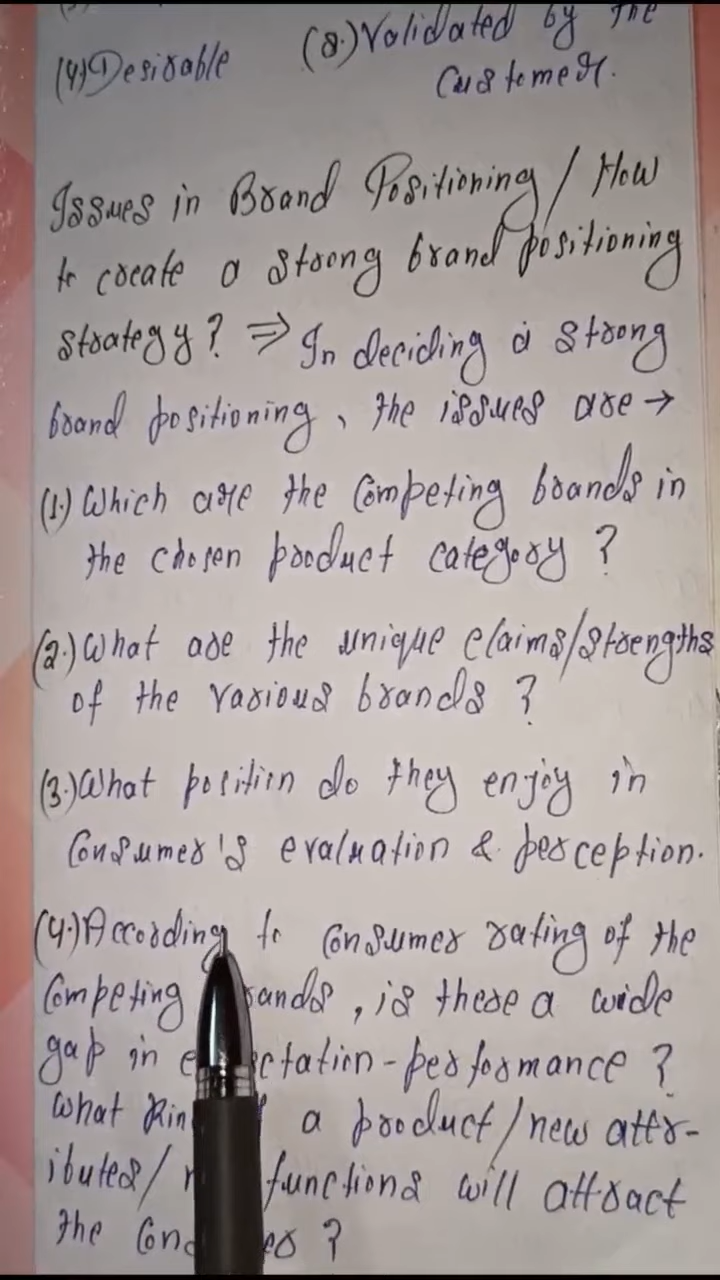 (8.) Validated by the
(4.) Desirable
Customer.
Issues in Brand Positioning / How
to create a strong brand positioning
strategy? ⇒ In deciding a strong
brand positioning, the issues are →
(1.) Which are the Competing brands in
the chosen product category ?
(2.) What are the unique claims/strengths
of the various brands ?
(3.) What position do they enjoy in
Consumer's evaluation & perception.
(4.) According to Consumer rating of the
Competing , is there a wide
gap in -performance ?
What a product / new attr-
ibutes/ functions will attract
the ?